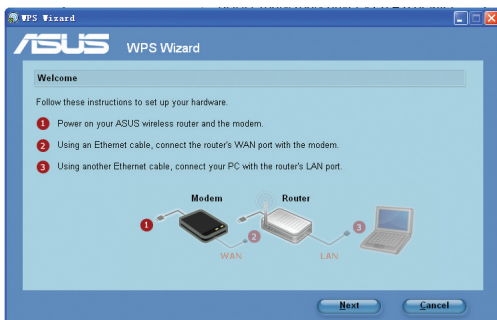 WPS Wizard
ASUS WPS Wizard
Welcome
Follow these instructions to set up your hardware.
1 Power on your ASUS wireless router and the modem.
2 Using an Ethernet cable, connect the router's WAN port with the modem.
3 Using another Ethernet cable, connect your PC with the router's LAN port.
Modem Router
1 2 3
WAN LAN
Next Cancel